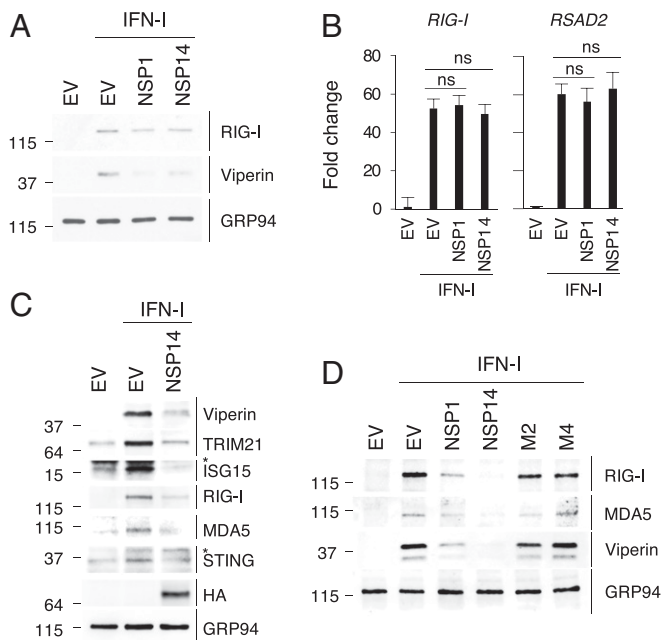 A
IFN-I
EV
EV
NSP1
NSP14
115
RIG-I
37
Viperin
115
GRP94
B
RIG-I
RSAD2
Fold change
80
60
40
20
0
ns
ns
ns
ns
EV
EV
NSP1
NSP14
IFN-I
EV
EV
NSP1
NSP14
IFN-I
C
IFN-I
EV
EV
NSP14
37
Viperin
64
TRIM21
*
15
ISG15
115
RIG-I
115
MDA5
*
37
STING
64
HA
115
GRP94
D
IFN-I
EV
EV
NSP1
NSP14
M2
M4
115
RIG-I
115
MDA5
37
Viperin
115
GRP94